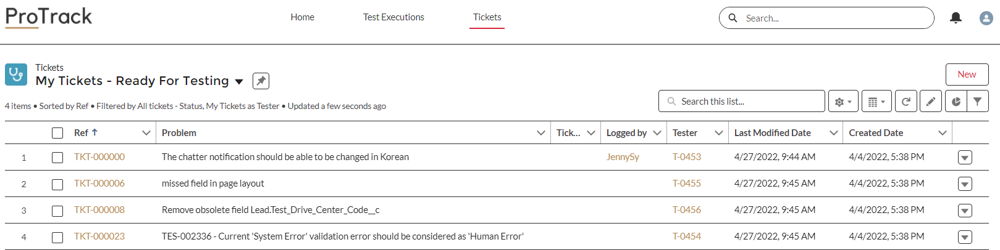 ProTrack
Home Test Executions Tickets Search...
Tickets
My Tickets - Ready For Testing
New
4 items • Sorted by Ref • Filtered by All tickets - Status, My Tickets as Tester • Updated a few seconds ago
Search this list...
Ref ↑ Problem Tick... Logged by Tester Last Modified Date Created Date
1 TKT-000000 The chatter notification should be able to be changed in Korean JennySy T-0453 4/27/2022, 9:44 AM 4/4/2022, 5:38 PM
2 TKT-000006 missed field in page layout T-0455 4/27/2022, 9:45 AM 4/4/2022, 5:38 PM
3 TKT-000008 Remove obsolete field Lead.Test_Drive_Center_Code__c T-0456 4/27/2022, 9:45 AM 4/4/2022, 5:38 PM
4 TKT-000023 TES-002336 - Current 'System Error' validation error should be considered as 'Human Error' T-0454 4/27/2022, 9:45 AM 4/4/2022, 5:38 PM